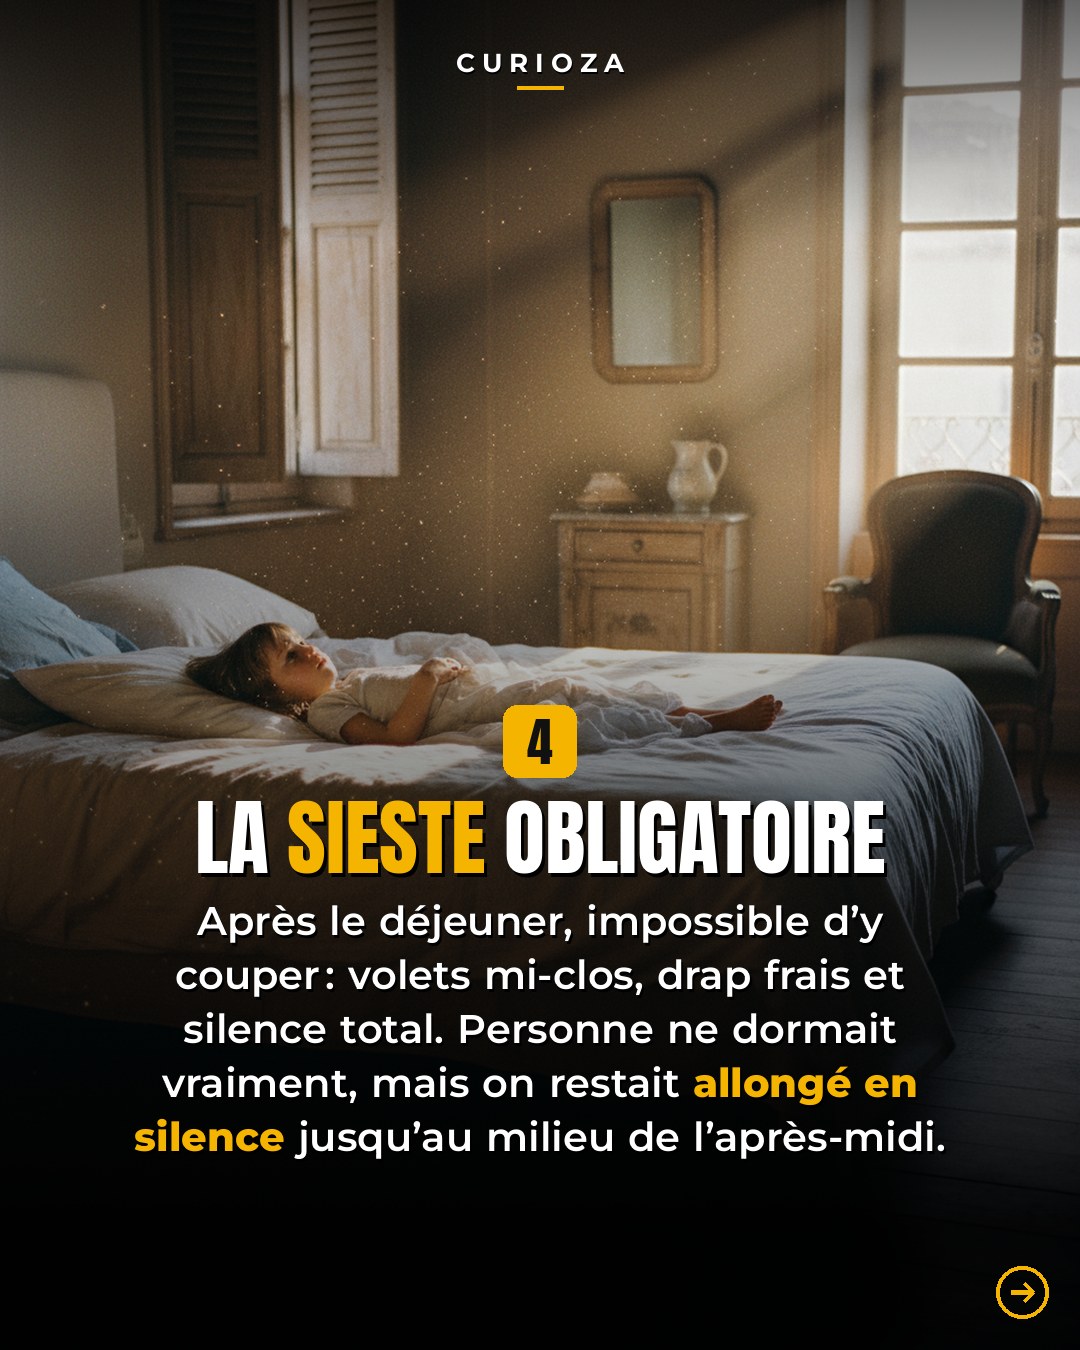 CURIOZA
4
LA SIESTE OBLIGATOIRE
Après le déjeuner, impossible d’y
couper : volets mi-clos, drap frais et
silence total. Personne ne dormait
vraiment, mais on restait allongé en
silence jusqu’au milieu de l’après-midi.